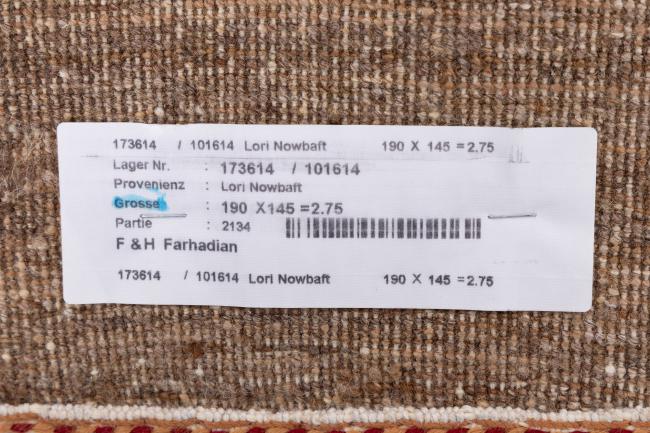 173614 / 101614 Lori Nowbaft 190 X 145 = 2.75
Lager Nr. : 173614 / 101614
Provenienz : Lori Nowbaft
Grosse : 190 X 145 = 2.75
Partie : 2134
F & H Farhadian
173614 / 101614 Lori Nowbaft 190 X 145 = 2.75